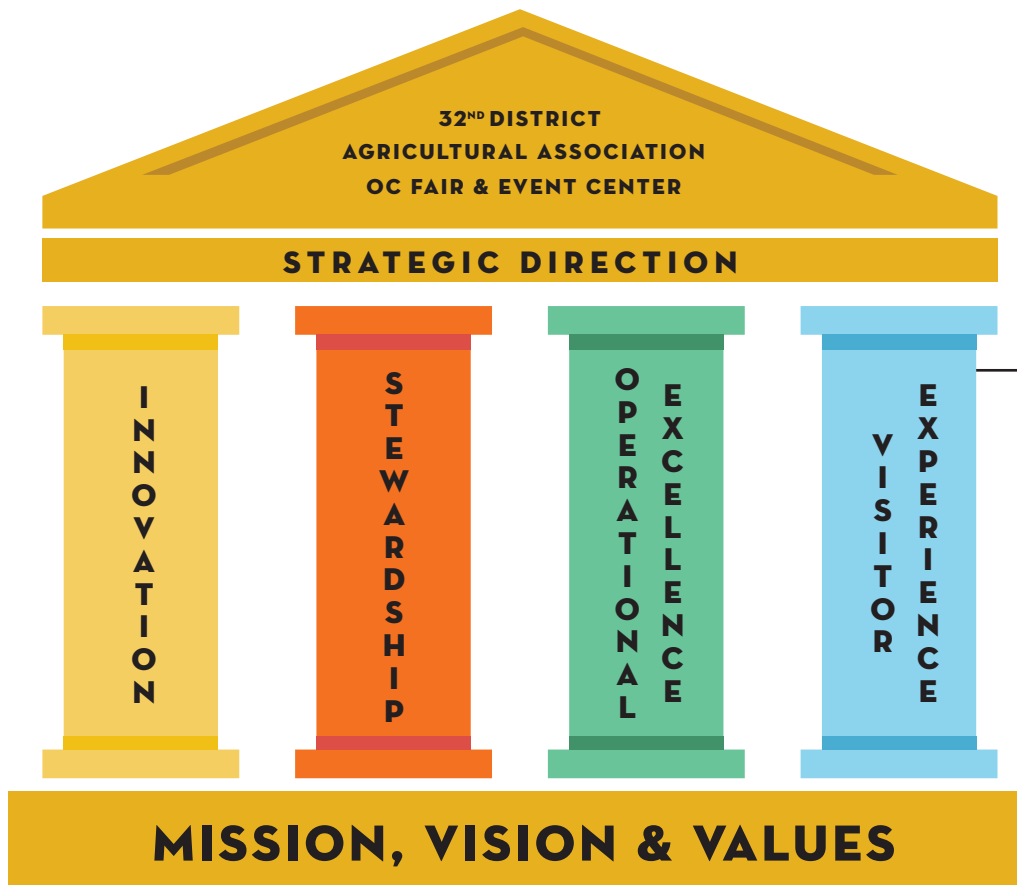 32ND DISTRICT
AGRICULTURAL ASSOCIATION
OC FAIR & EVENT CENTER
STRATEGIC DIRECTION
INNOVATION
STEWARDSHIP
OPERATIONAL
EXCELLENCE
VISITOR
EXPERIENCE
MISSION, VISION & VALUES